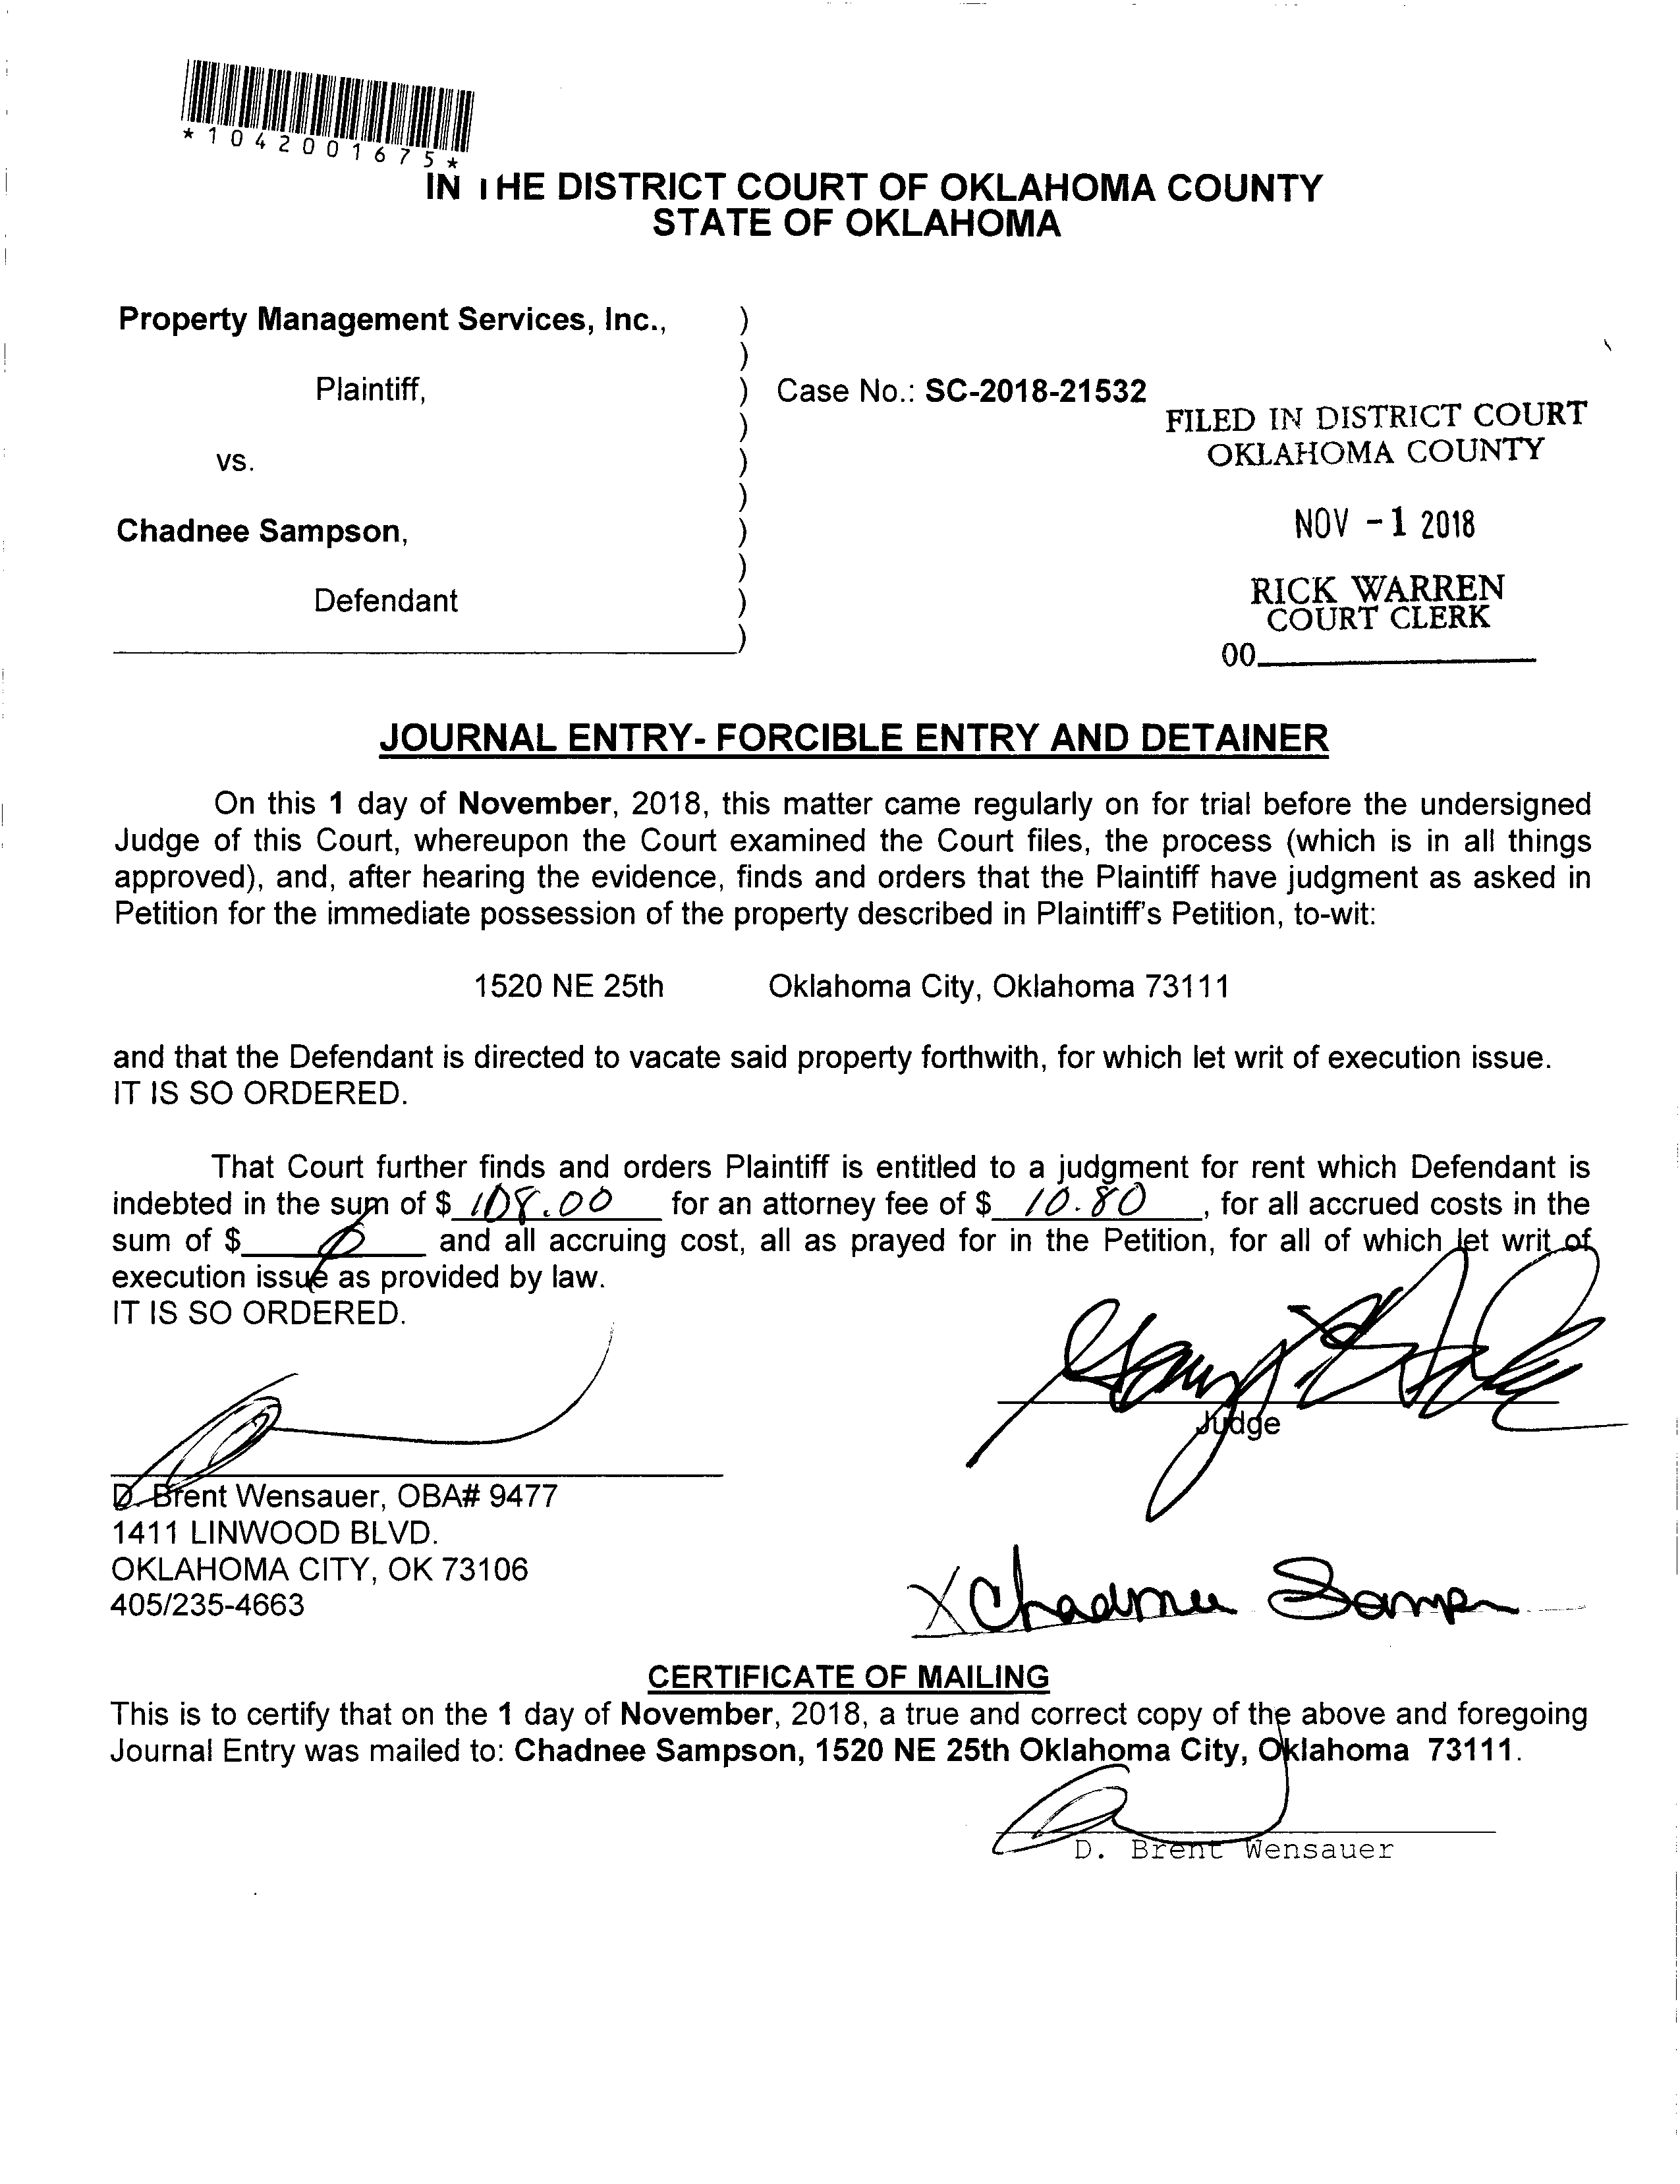 *1042001675*
IN THE DISTRICT COURT OF OKLAHOMA COUNTY
STATE OF OKLAHOMA
Property Management Services, Inc., )
)
Plaintiff, ) Case No.: SC-2018-21532
)
vs. )
)
Chadnee Sampson, )
)
Defendant )
)
FILED IN DISTRICT COURT
OKLAHOMA COUNTY
NOV -1 2018
RICK WARREN
COURT CLERK
00
JOURNAL ENTRY- FORCIBLE ENTRY AND DETAINER
On this 1 day of November, 2018, this matter came regularly on for trial before the undersigned
Judge of this Court, whereupon the Court examined the Court files, the process (which is in all things
approved), and, after hearing the evidence, finds and orders that the Plaintiff have judgment as asked in
Petition for the immediate possession of the property described in Plaintiff's Petition, to-wit:
1520 NE 25th Oklahoma City, Oklahoma 73111
and that the Defendant is directed to vacate said property forthwith, for which let writ of execution issue.
IT IS SO ORDERED.
That Court further finds and orders Plaintiff is entitled to a judgment for rent which Defendant is
indebted in the sum of $ 108.00 for an attorney fee of $ 10.80, for all accrued costs in the
sum of $ and all accruing cost, all as prayed for in the Petition, for all of which let writ of
execution issue as provided by law.
IT IS SO ORDERED.
Judge
D. Brent Wensauer, OBA# 9477
1411 LINWOOD BLVD.
OKLAHOMA CITY, OK 73106
405/235-4663
X Chadnee
CERTIFICATE OF MAILING
This is to certify that on the 1 day of November, 2018, a true and correct copy of the above and foregoing
Journal Entry was mailed to: Chadnee Sampson, 1520 NE 25th Oklahoma City, Oklahoma 73111.
D. Brent Wensauer